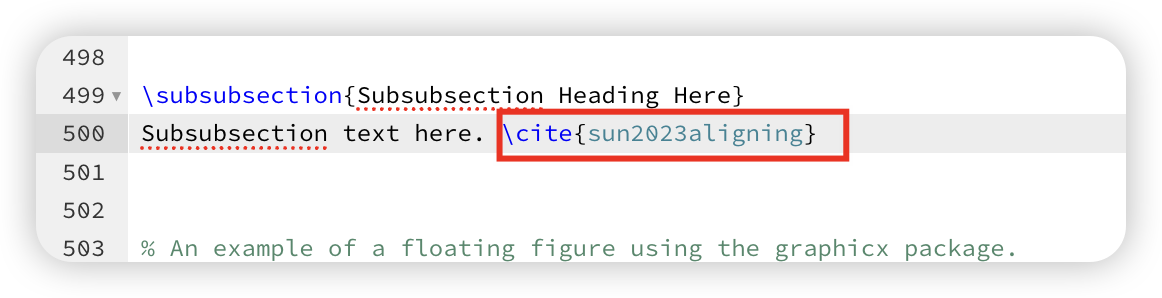 498
499 \subsubsection{Subsubsection Heading Here}
500 Subsubsection text here. \cite{sun2023aligning}
501
502
503 % An example of a floating figure using the graphicx package.